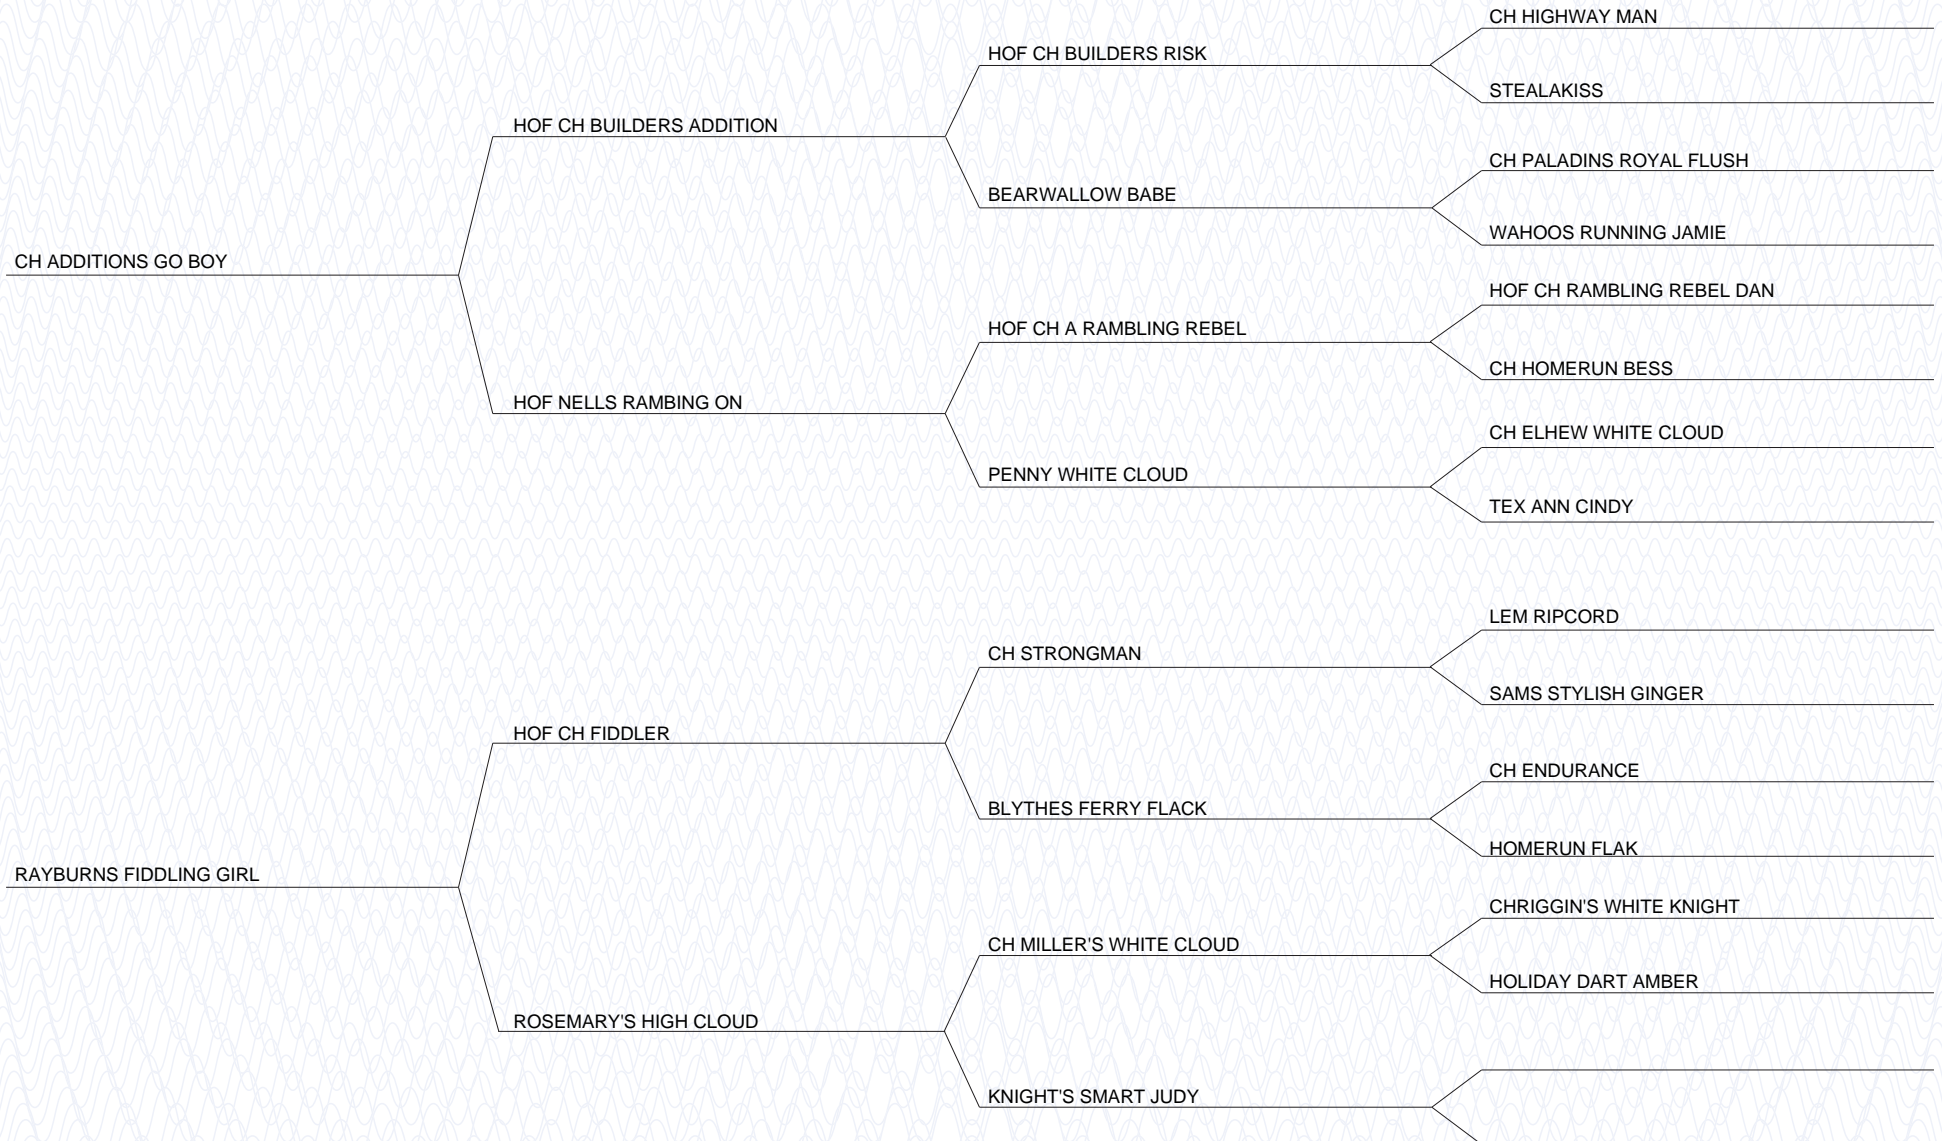 CH HIGHWAY MAN
HOF CH BUILDERS RISK
STEALAKISS
HOF CH BUILDERS ADDITION
CH PALADINS ROYAL FLUSH
BEARWALLOW BABE
WAHOOS RUNNING JAMIE
CH ADDITIONS GO BOY
HOF CH RAMBLING REBEL DAN
HOF CH A RAMBLING REBEL
CH HOMERUN BESS
HOF NELLS RAMBING ON
CH ELHEW WHITE CLOUD
PENNY WHITE CLOUD
TEX ANN CINDY
LEM RIPCORD
CH STRONGMAN
SAMS STYLISH GINGER
HOF CH FIDDLER
CH ENDURANCE
BLYTHES FERRY FLACK
HOMERUN FLAK
RAYBURNS FIDDLING GIRL
CHRIGGIN'S WHITE KNIGHT
CH MILLER'S WHITE CLOUD
HOLIDAY DART AMBER
ROSEMARY'S HIGH CLOUD
KNIGHT'S SMART JUDY